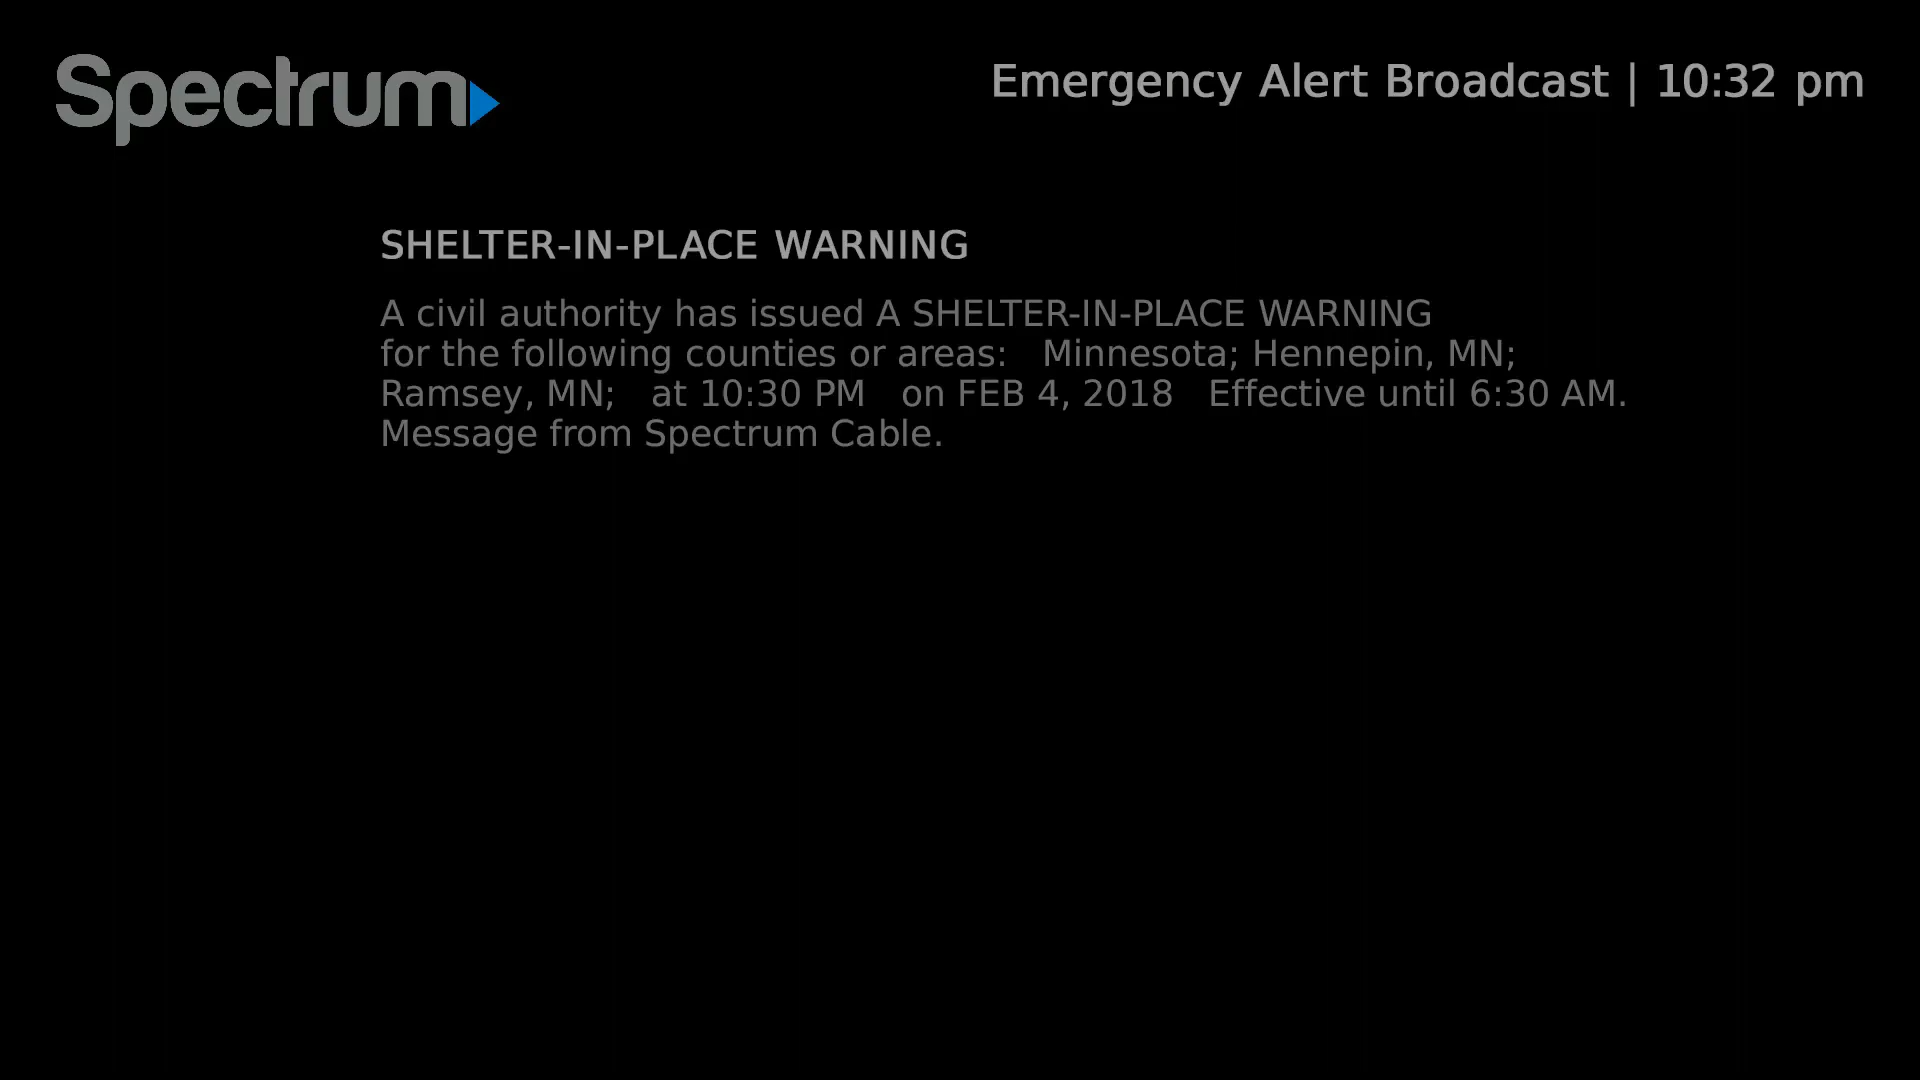 Spectrum
Emergency Alert Broadcast | 10:32 pm
SHELTER-IN-PLACE WARNING
A civil authority has issued A SHELTER-IN-PLACE WARNING
for the following counties or areas:   Minnesota; Hennepin, MN;
Ramsey, MN;   at 10:30 PM   on FEB 4, 2018   Effective until 6:30 AM.
Message from Spectrum Cable.